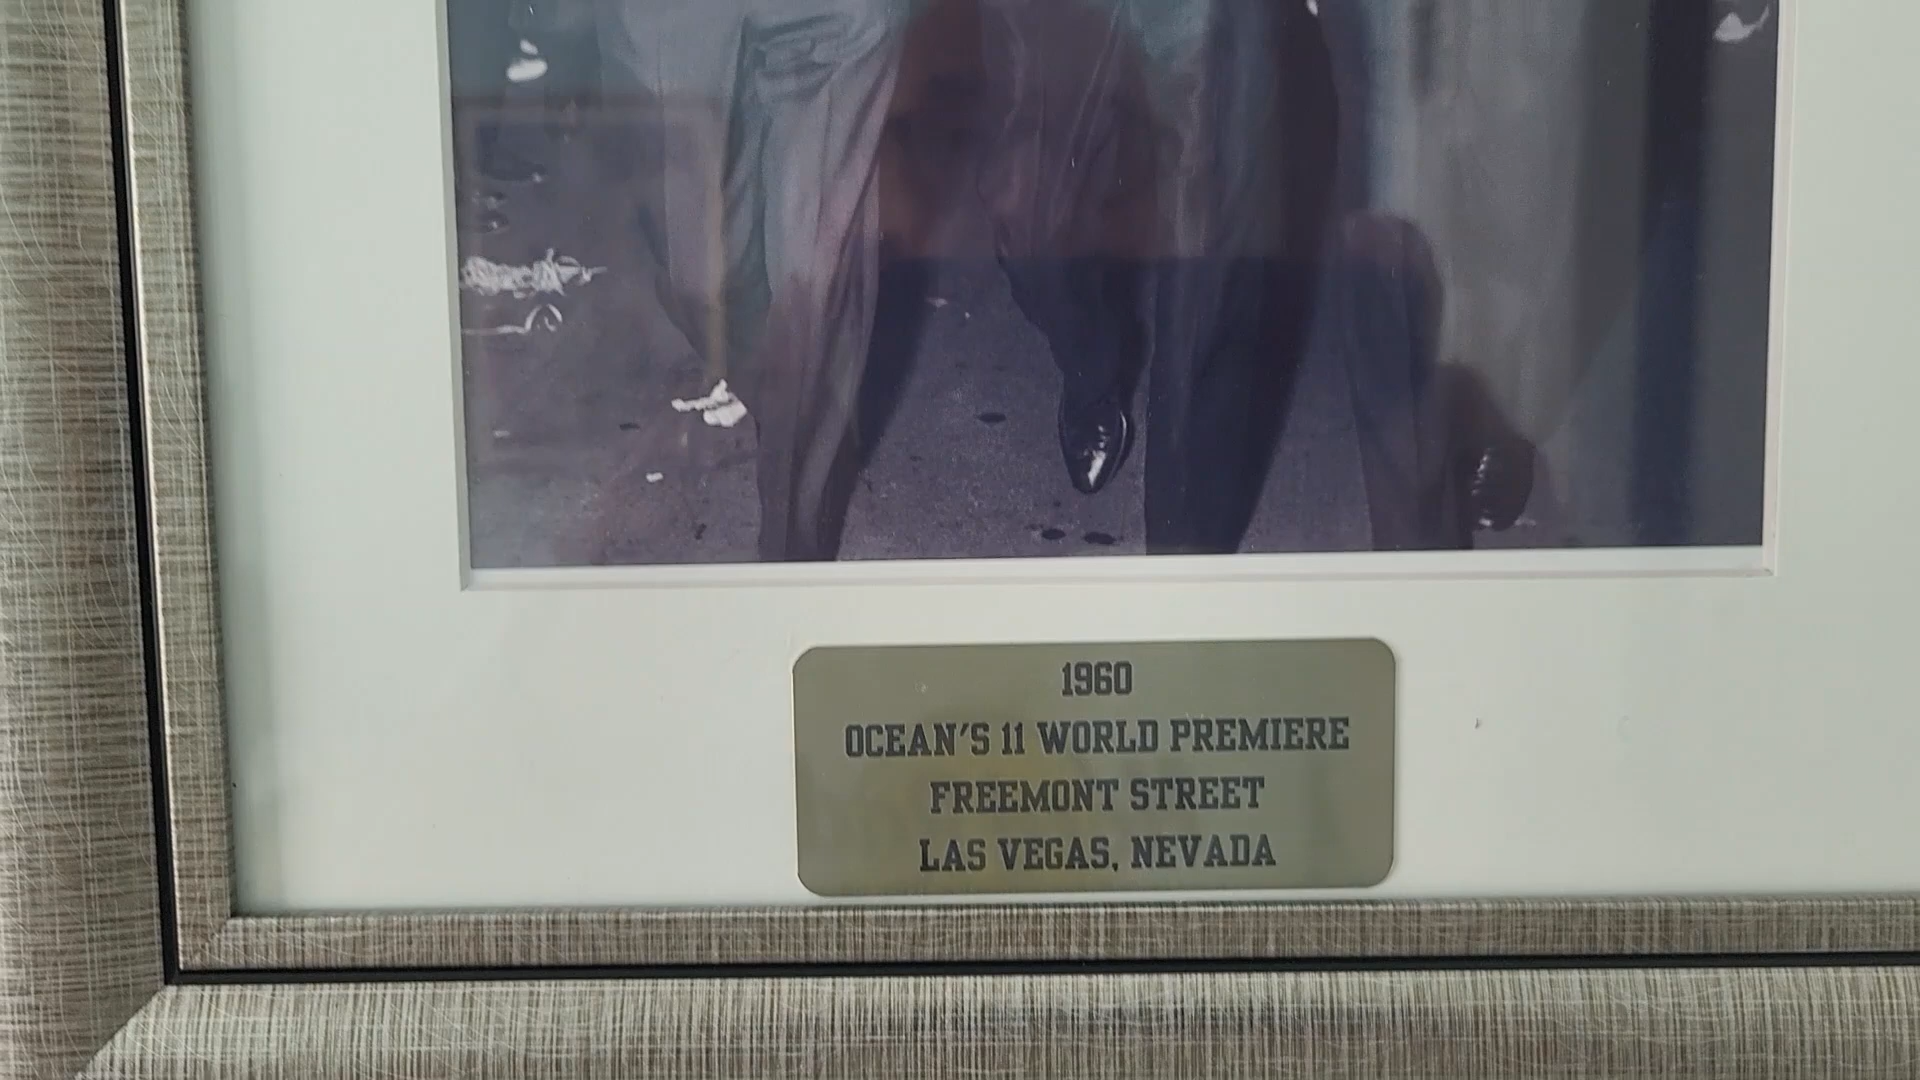 1960
OCEAN'S 11 WORLD PREMIERE
FREEMONT STREET
LAS VEGAS, NEVADA